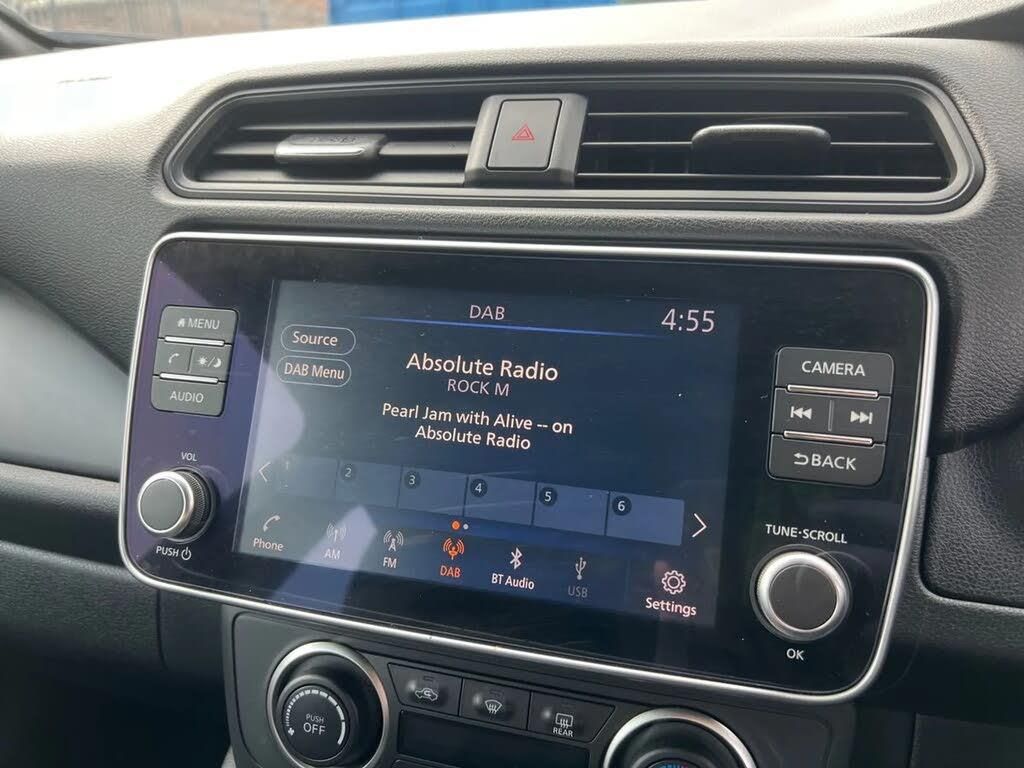 DAB
4:55
Source
DAB Menu
Absolute Radio
ROCK M
Pearl Jam with Alive -- on
Absolute Radio
1
2
3
4
5
6
Phone
AM
FM
DAB
BT Audio
USB
Settings
MENU
AUDIO
VOL
PUSH
CAMERA
BACK
TUNE·SCROLL
OK
PUSH
OFF
REAR